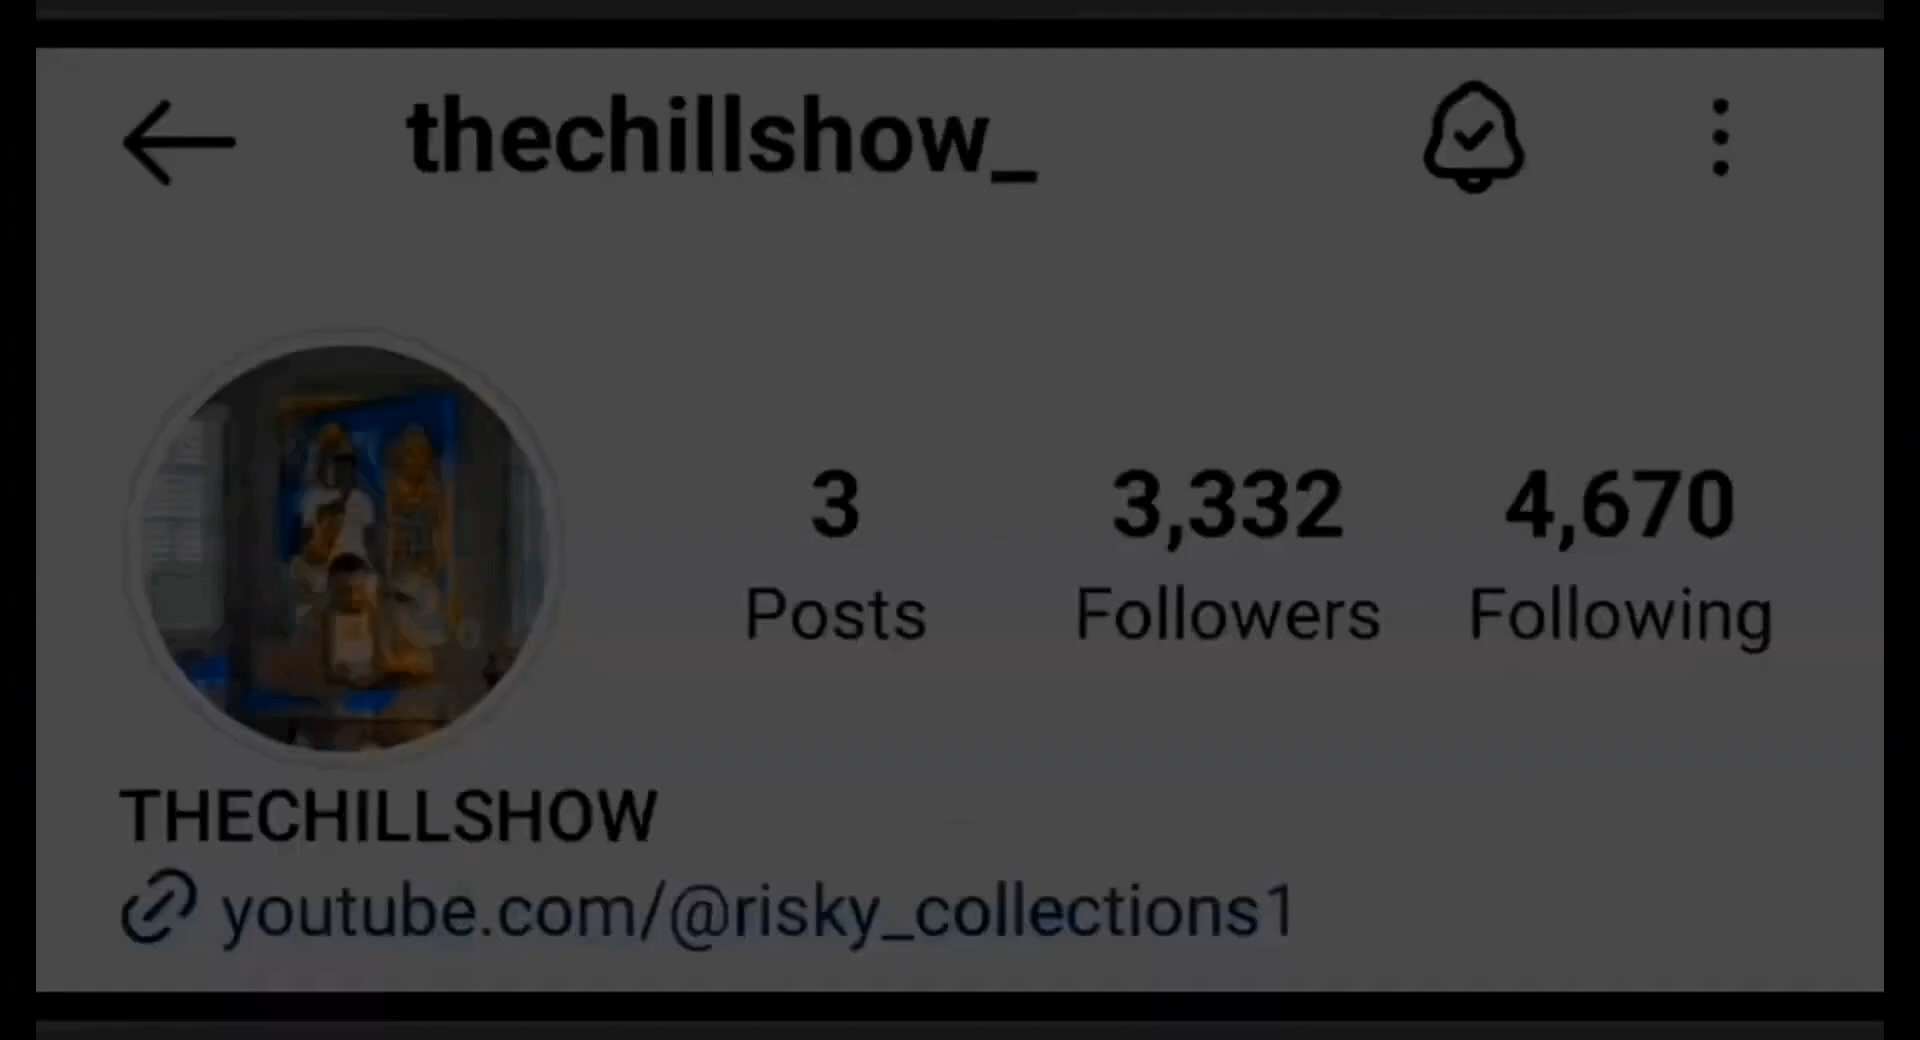 thechillshow_
3 3,332 4,670
Posts Followers Following
THECHILLSHOW
youtube.com/@risky_collections1